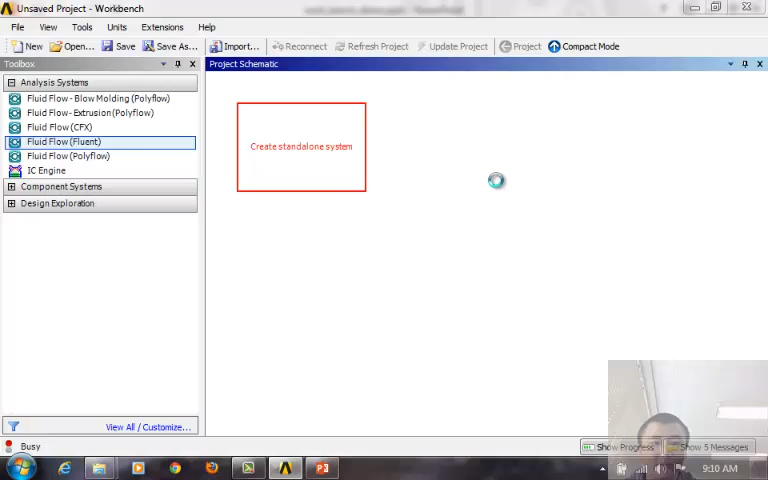 Unsaved Project - Workbench
File View Tools Units Extensions Help
New Open... Save Save As... Import... Reconnect Refresh Project Update Project Project Compact Mode
Toolbox
Project Schematic
Analysis Systems
Fluid Flow - Blow Molding (Polyflow)
Fluid Flow - Extrusion (Polyflow)
Fluid Flow (CFX)
Fluid Flow (Fluent)
Fluid Flow (Polyflow)
IC Engine
Component Systems
Design Exploration
Create standalone system
View All / Customize...
Busy
Show Progress Show 5 Messages
9:10 AM